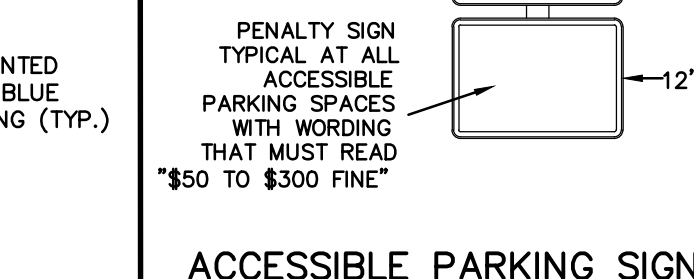 PENALTY SIGN
TYPICAL AT ALL
ACCESSIBLE
PARKING SPACES
WITH WORDING
THAT MUST READ
"$50 TO $300 FINE"
NTED
BLUE
NG (TYP.)
12"
ACCESSIBLE PARKING SIGN